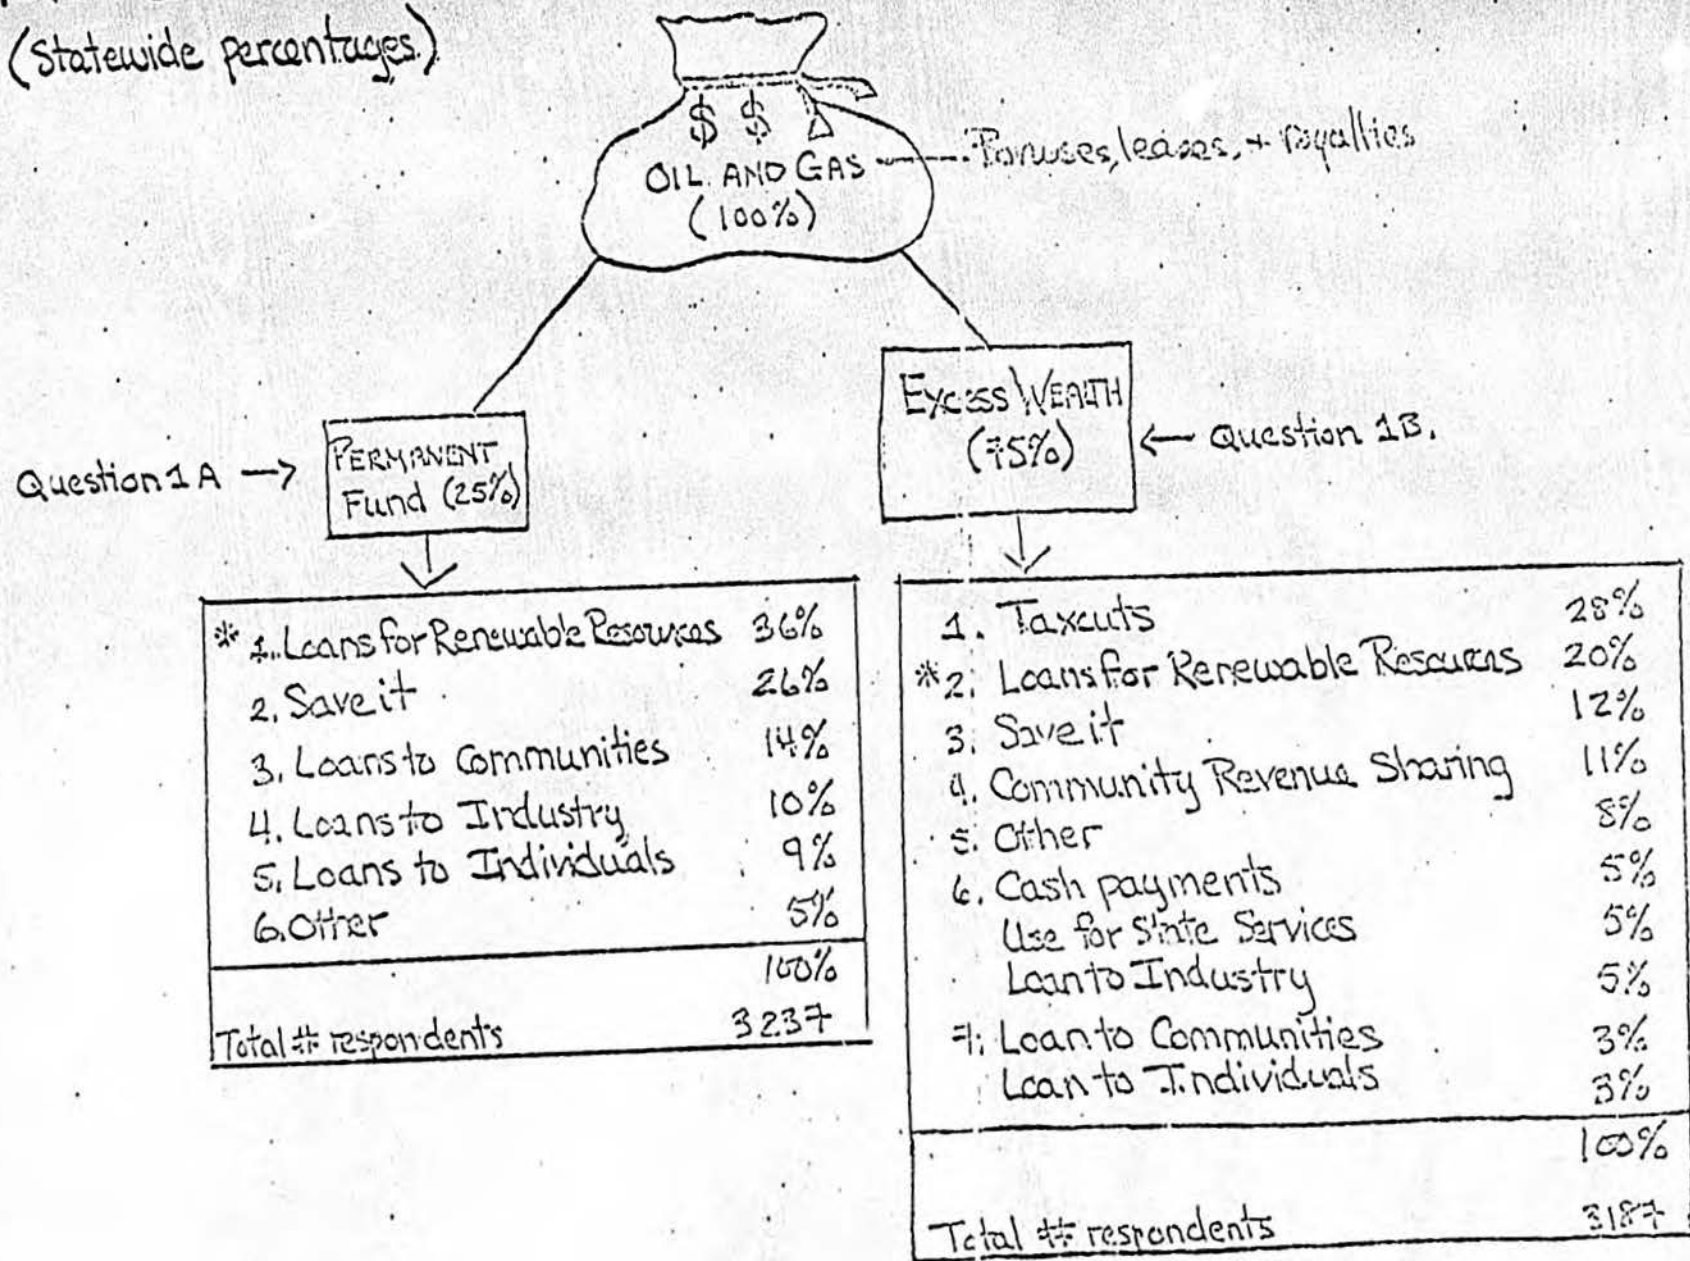 (Statewide percentages.)
$ $
OIL AND GAS
(100%)
Bonuses, leases, + royalties
Question 1A →
PERMANENT
Fund (25%)
EXCESS WEALTH
(75%)
← Question 1B.
* 1. Loans for Renewable Resources 36%
2. Save it 26%
3. Loans to Communities 14%
4. Loans to Industry 10%
5. Loans to Individuals 9%
6. Other 5%
100%
Total # respondents 3237
1. Taxcuts 28%
* 2. Loans for Renewable Resources 20%
3. Save it 12%
4. Community Revenue Sharing 11%
5. Other 8%
6. Cash payments 5%
Use for State Services 5%
Loan to Industry 5%
7. Loan to Communities 3%
Loan to Individuals 3%
100%
Total # respondents 3187